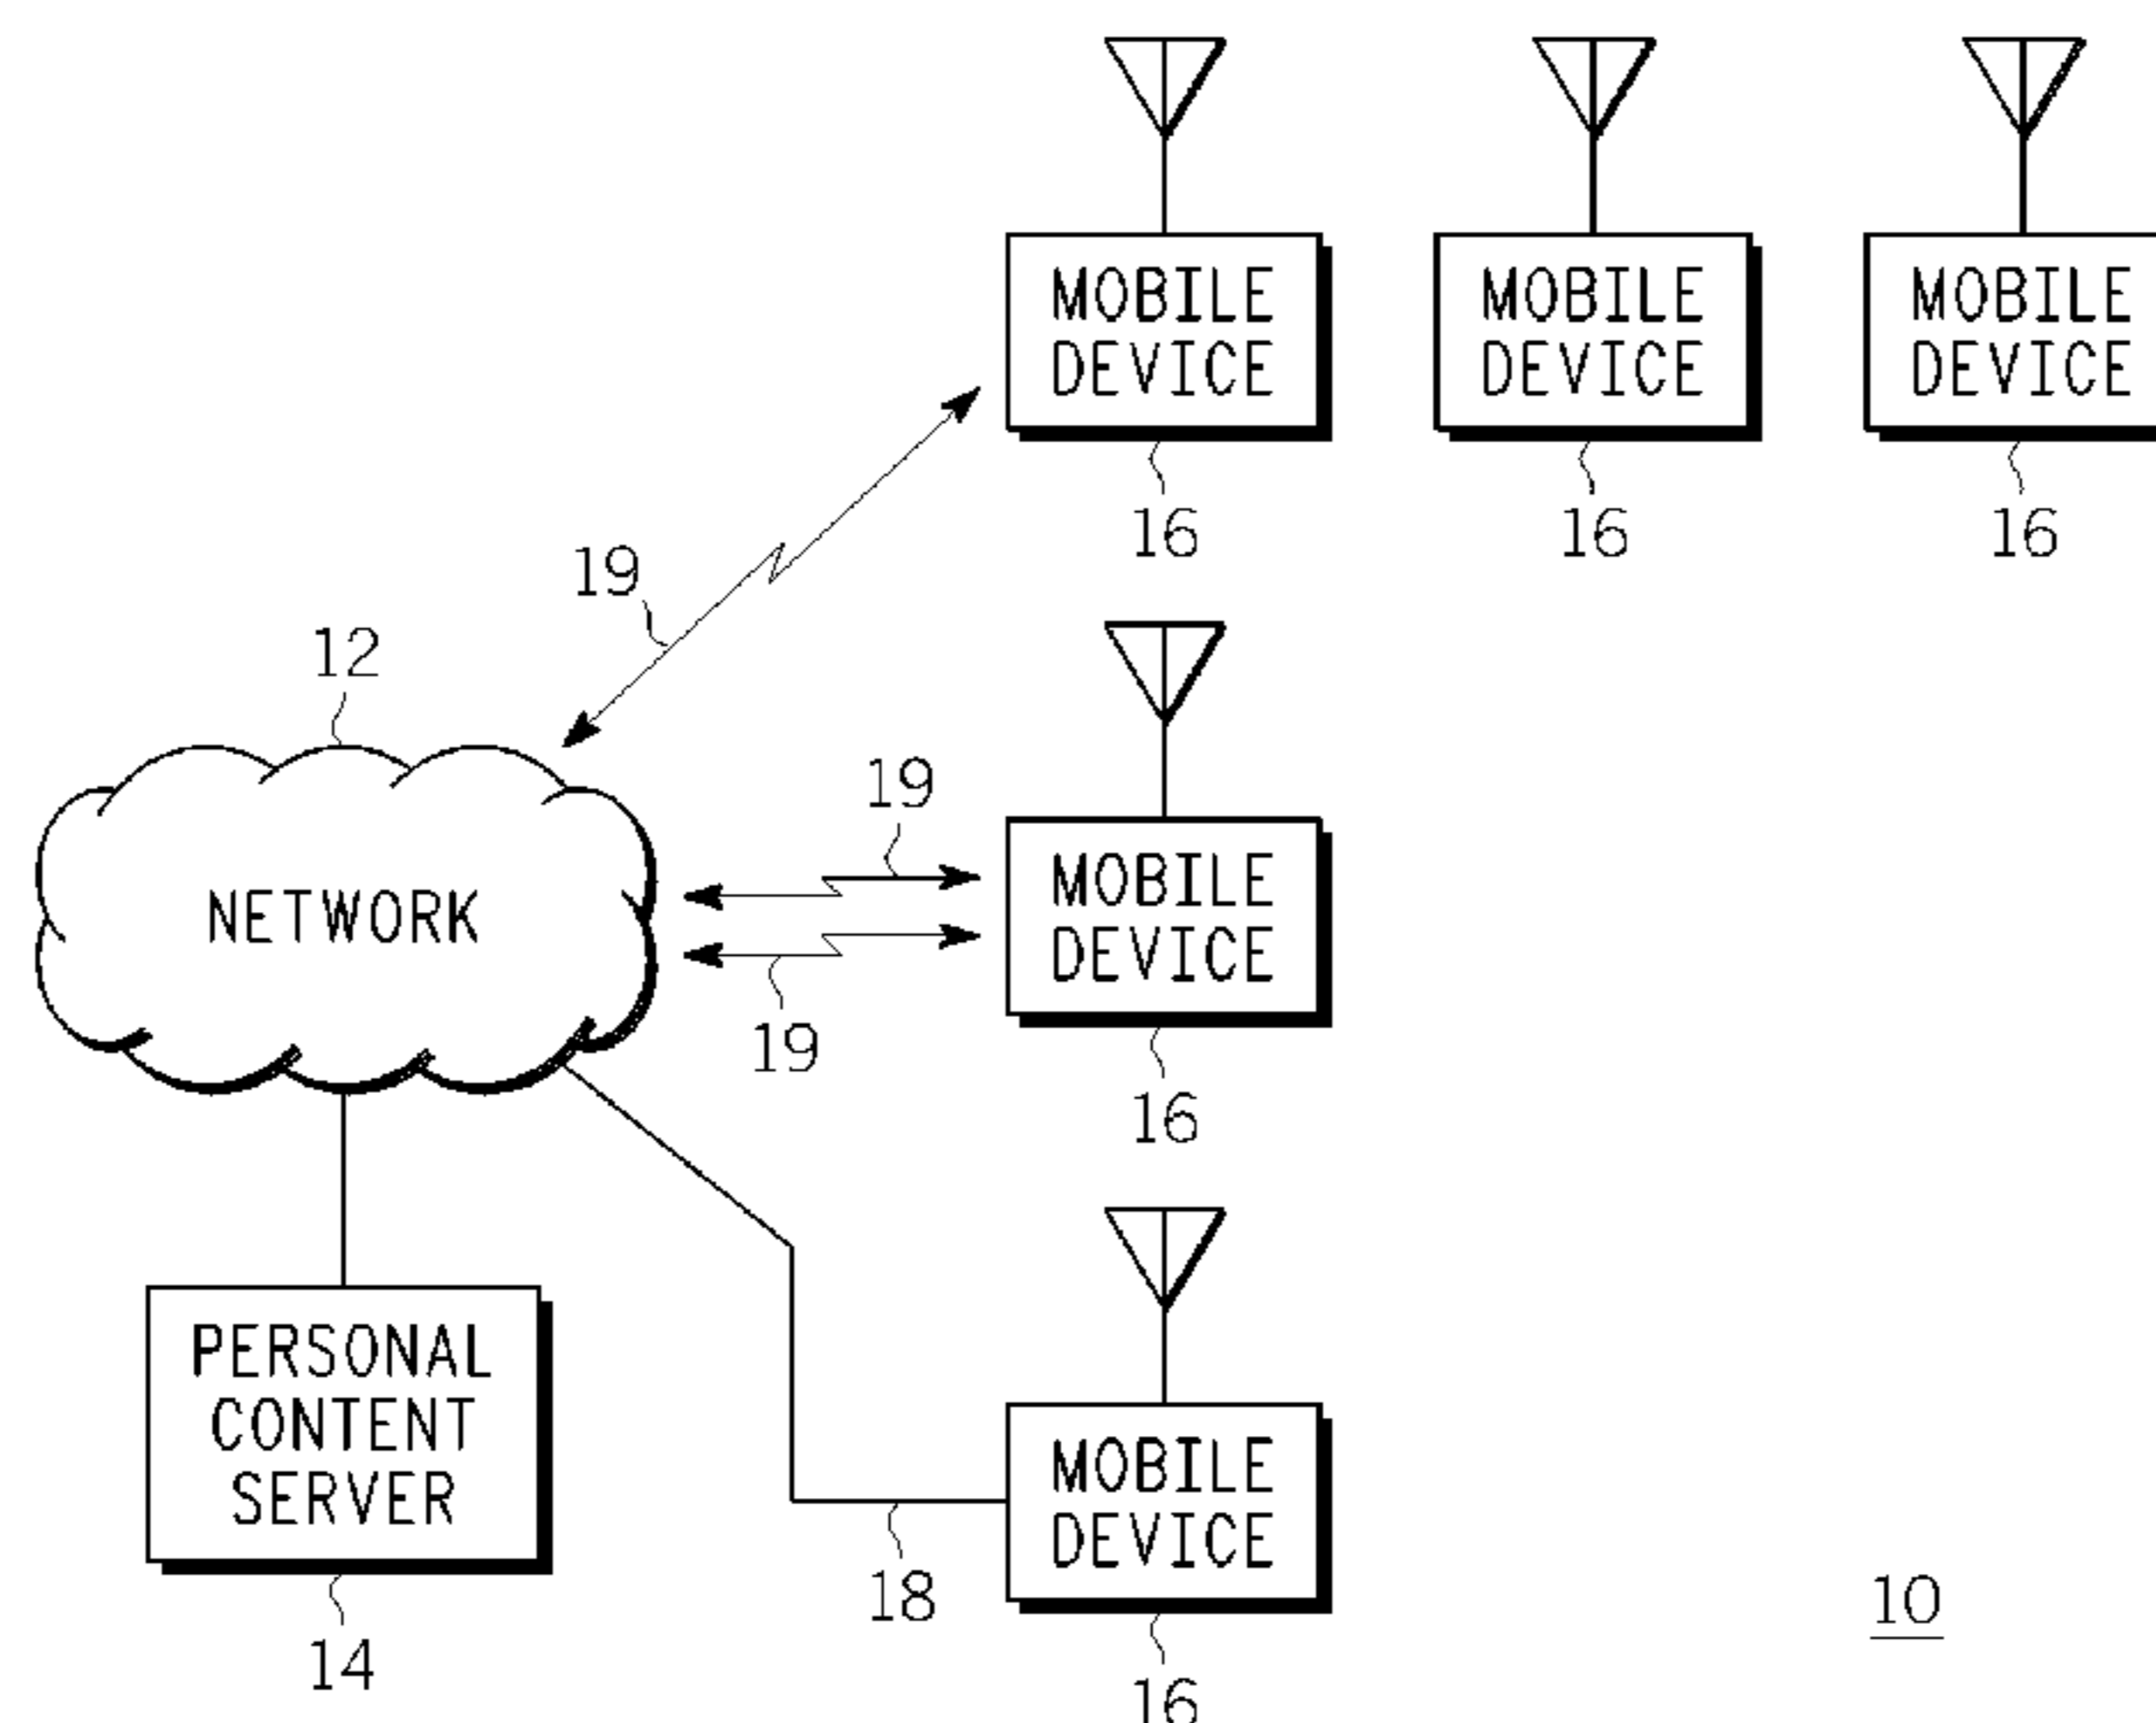 MOBILE
DEVICE
16
MOBILE
DEVICE
16
MOBILE
DEVICE
16
19
12
NETWORK
19
19
MOBILE
DEVICE
16
PERSONAL
CONTENT
SERVER
14
18
MOBILE
DEVICE
16
10